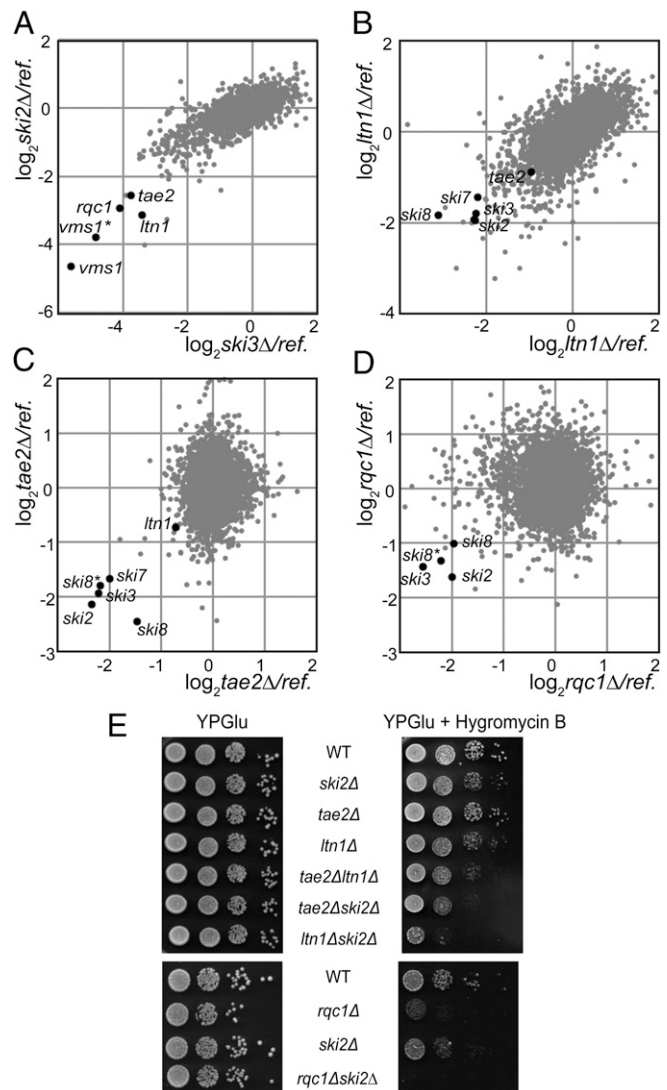 A
B
2
0
-2
-4
-6
log2ski2Δ/ref.
rqc1
tae2
vms1*
ltn1
vms1
-4
-2
0
2
log2ski3Δ/ref.
2
0
-2
-4
log2ltn1Δ/ref.
tae2
ski7
ski8
ski3
ski2
-2
0
2
log2ltn1Δ/ref.
C
D
2
1
0
-1
-2
-3
log2tae2Δ/ref.
ltn1
ski8*
ski7
ski3
ski2
ski8
-2
-1
0
1
2
log2tae2Δ/ref.
2
1
0
-1
-2
-3
log2rqc1Δ/ref.
ski8
ski8*
ski3
ski2
-2
-1
0
1
2
log2rqc1Δ/ref.
E
YPGlu
YPGlu + Hygromycin B
WT
ski2Δ
tae2Δ
ltn1Δ
tae2Δltn1Δ
tae2Δski2Δ
ltn1Δski2Δ
WT
rqc1Δ
ski2Δ
rqc1Δski2Δ